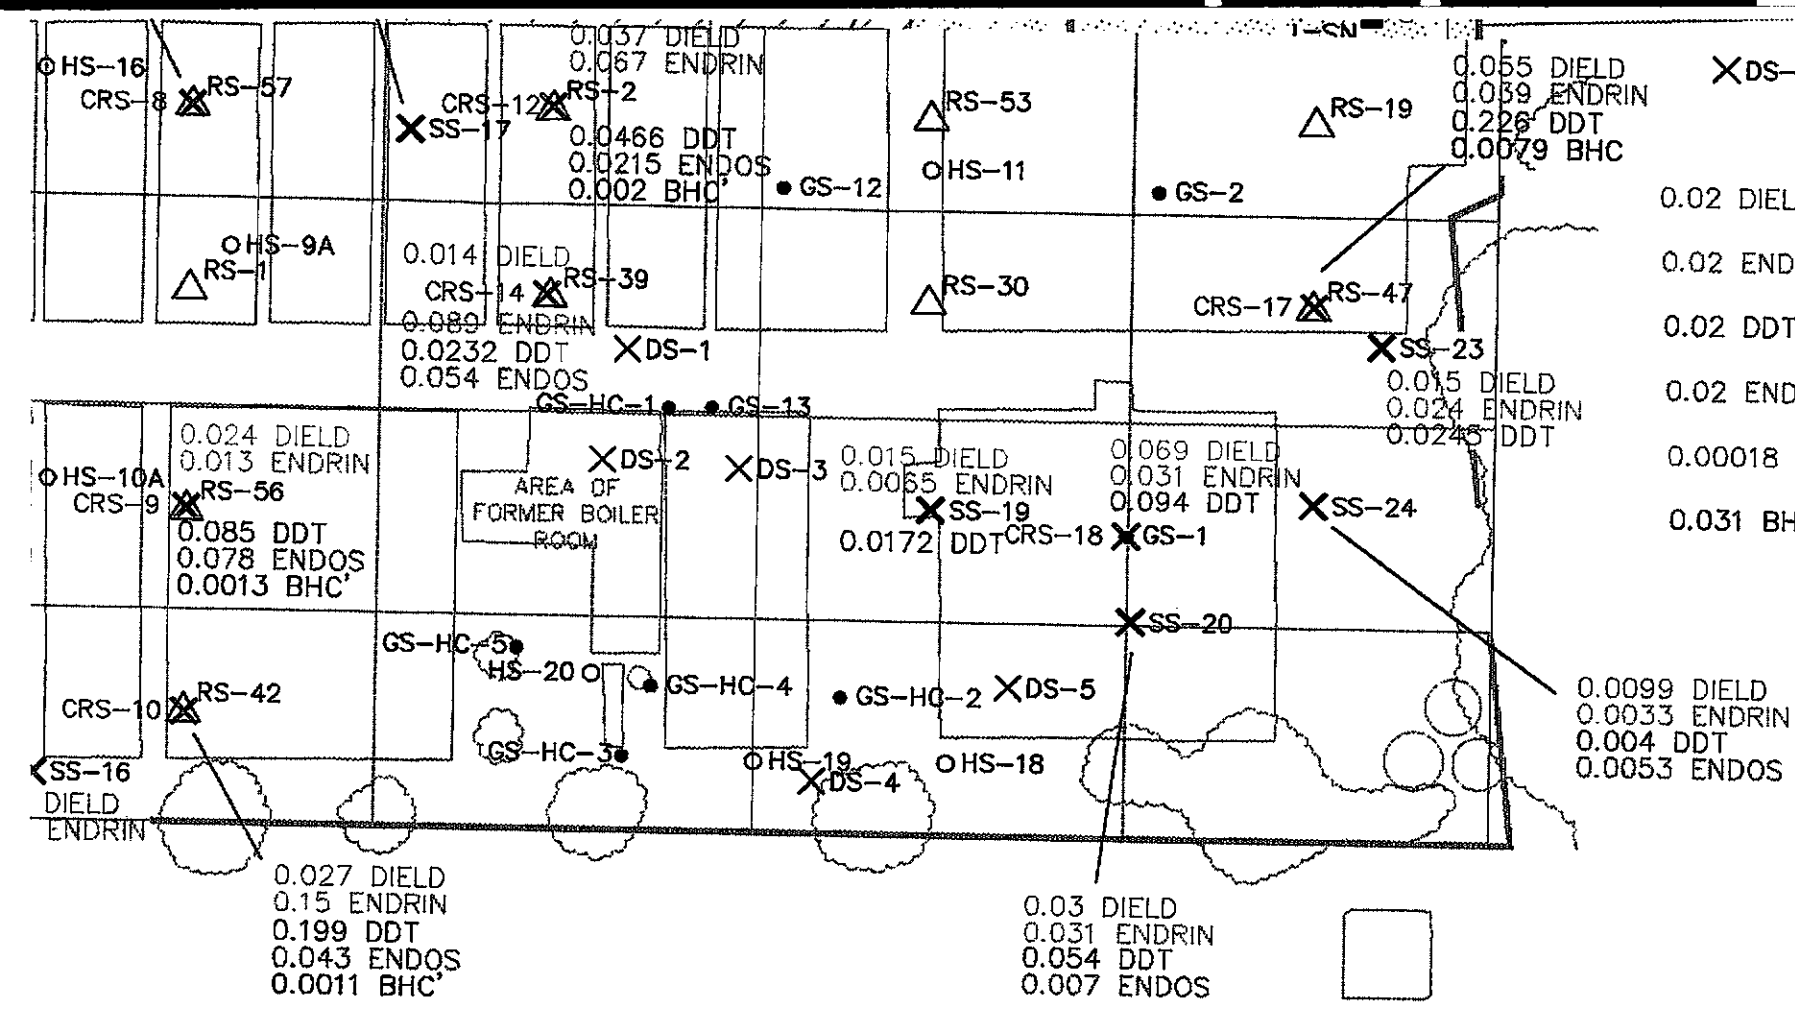 0.037 DIELD
0.067 ENDRIN
HS-16
CRS-8
RS-57
SS-17
CRS-12
RS-2
0.0466 DDT
0.0215 ENDOS
0.002 BHC'
GS-12
RS-53
HS-11
GS-2
RS-19
0.055 DIELD
0.039 ENDRIN
0.226 DDT
0.0079 BHC
DS-
HS-9A
RS-1
0.014 DIELD
CRS-14
RS-39
0.089 ENDRIN
0.0232 DDT
0.054 ENDOS
DS-1
RS-30
CRS-17
RS-47
SS-23
0.015 DIELD
0.024 ENDRIN
0.0245 DDT
0.02 DIEL
0.02 END
0.02 DDT
0.02 END
0.00018
0.031 BH
GS-HC-1
GS-13
0.024 DIELD
0.013 ENDRIN
HS-10A
CRS-9
RS-56
0.085 DDT
0.078 ENDOS
0.0013 BHC'
DS-2
AREA OF
FORMER BOILER
ROOM
DS-3
0.015 DIELD
0.0065 ENDRIN
SS-19
0.0172 DDT
0.069 DIELD
0.031 ENDRIN
0.094 DDT
CRS-18
GS-1
SS-24
SS-20
GS-HC-5
HS-20
GS-HC-4
GS-HC-2
DS-5
CRS-10
RS-42
GS-HC-3
HS-19
DS-4
HS-18
SS-16
DIELD
ENDRIN
0.0099 DIELD
0.0033 ENDRIN
0.004 DDT
0.0053 ENDOS
0.027 DIELD
0.15 ENDRIN
0.199 DDT
0.043 ENDOS
0.0011 BHC'
0.03 DIELD
0.031 ENDRIN
0.054 DDT
0.007 ENDOS